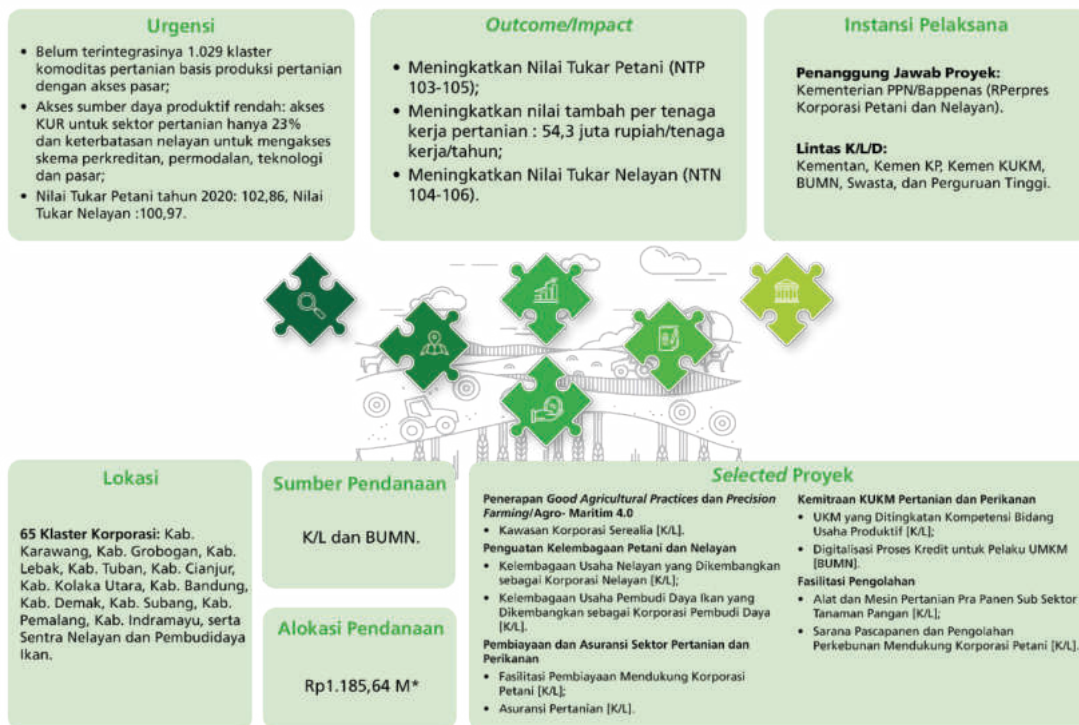 Urgensi
• Belum terintegrasinya 1.029 klaster
komoditas pertanian basis produksi pertanian
dengan akses pasar;
• Akses sumber daya produktif rendah: akses
KUR untuk sektor pertanian hanya 23%
dan keterbatasan nelayan untuk mengakses
skema perkreditan, permodalan, teknologi
dan pasar;
• Nilai Tukar Petani tahun 2020: 102,86, Nilai
Tukar Nelayan :100,97.
Outcome/Impact
• Meningkatkan Nilai Tukar Petani (NTP
103-105);
• Meningkatkan nilai tambah per tenaga
kerja pertanian : 54,3 juta rupiah/tenaga
kerja/tahun;
• Meningkatkan Nilai Tukar Nelayan (NTN
104-106).
Instansi Pelaksana
Penanggung Jawab Proyek:
Kementerian PPN/Bappenas (RPerpres
Korporasi Petani dan Nelayan).
Lintas K/L/D:
Kementan, Kemen KP, Kemen KUKM,
BUMN, Swasta, dan Perguruan Tinggi.
Lokasi
65 Klaster Korporasi: Kab.
Karawang, Kab. Grobogan, Kab.
Lebak, Kab. Tuban, Kab. Cianjur,
Kab. Kolaka Utara, Kab. Bandung,
Kab. Demak, Kab. Subang, Kab.
Pemalang, Kab. Indramayu, serta
Sentra Nelayan dan Pembudidaya
Ikan.
Sumber Pendanaan
K/L dan BUMN.
Alokasi Pendanaan
Rp1.185,64 M*
Selected Proyek
Penerapan Good Agricultural Practices dan Precision
Farming/Agro- Maritim 4.0
• Kawasan Korporasi Serealia [K/L].
Penguatan Kelembagaan Petani dan Nelayan
• Kelembagaan Usaha Nelayan yang Dikembangkan
sebagai Korporasi Nelayan [K/L];
• Kelembagaan Usaha Pembudi Daya Ikan yang
Dikembangkan sebagai Korporasi Pembudi Daya
[K/L].
Pembiayaan dan Asuransi Sektor Pertanian dan
Perikanan
• Fasilitasi Pembiayaan Mendukung Korporasi
Petani [K/L];
• Asuransi Pertanian [K/L].
Kemitraan KUKM Pertanian dan Perikanan
• UKM yang Ditingkatan Kompetensi Bidang
Usaha Produktif [K/L];
• Digitalisasi Proses Kredit untuk Pelaku UMKM
[BUMN].
Fasilitasi Pengolahan
• Alat dan Mesin Pertanian Pra Panen Sub Sektor
Tanaman Pangan [K/L];
• Sarana Pascapanen dan Pengolahan
Perkebunan Mendukung Korporasi Petani [K/L].